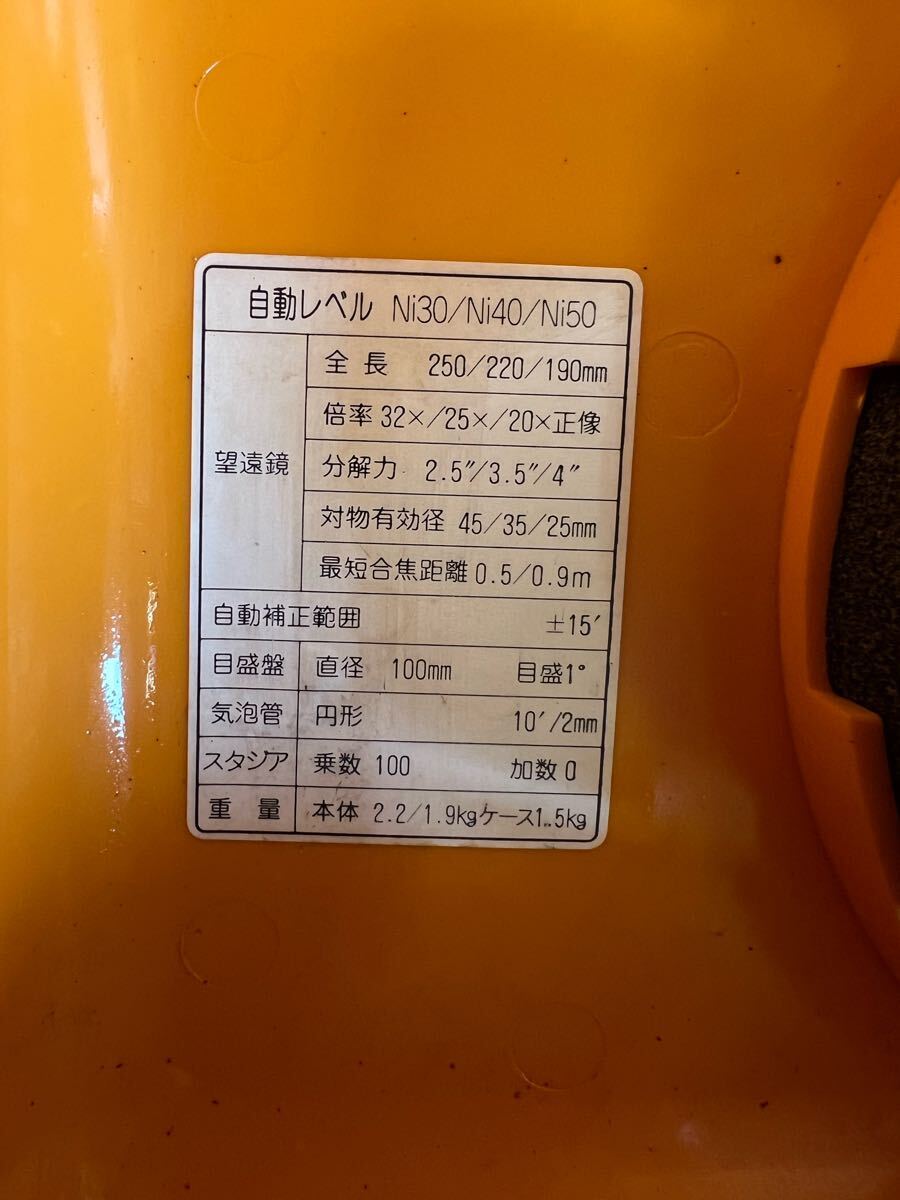 自動レベル Ni30/Ni40/Ni50
望遠鏡
全長 250/220/190mm
倍率 32×/25×/20×正像
分解力 2.5″/3.5″/4″
対物有効径 45/35/25mm
最短合焦距離 0.5/0.9m
自動補正範囲 ±15′
目盛盤 直径 100mm 目盛1°
気泡管 円形 10′/2mm
スタジア 乗数 100 加数 0
重量 本体 2.2/1.9kgケース1.5kg